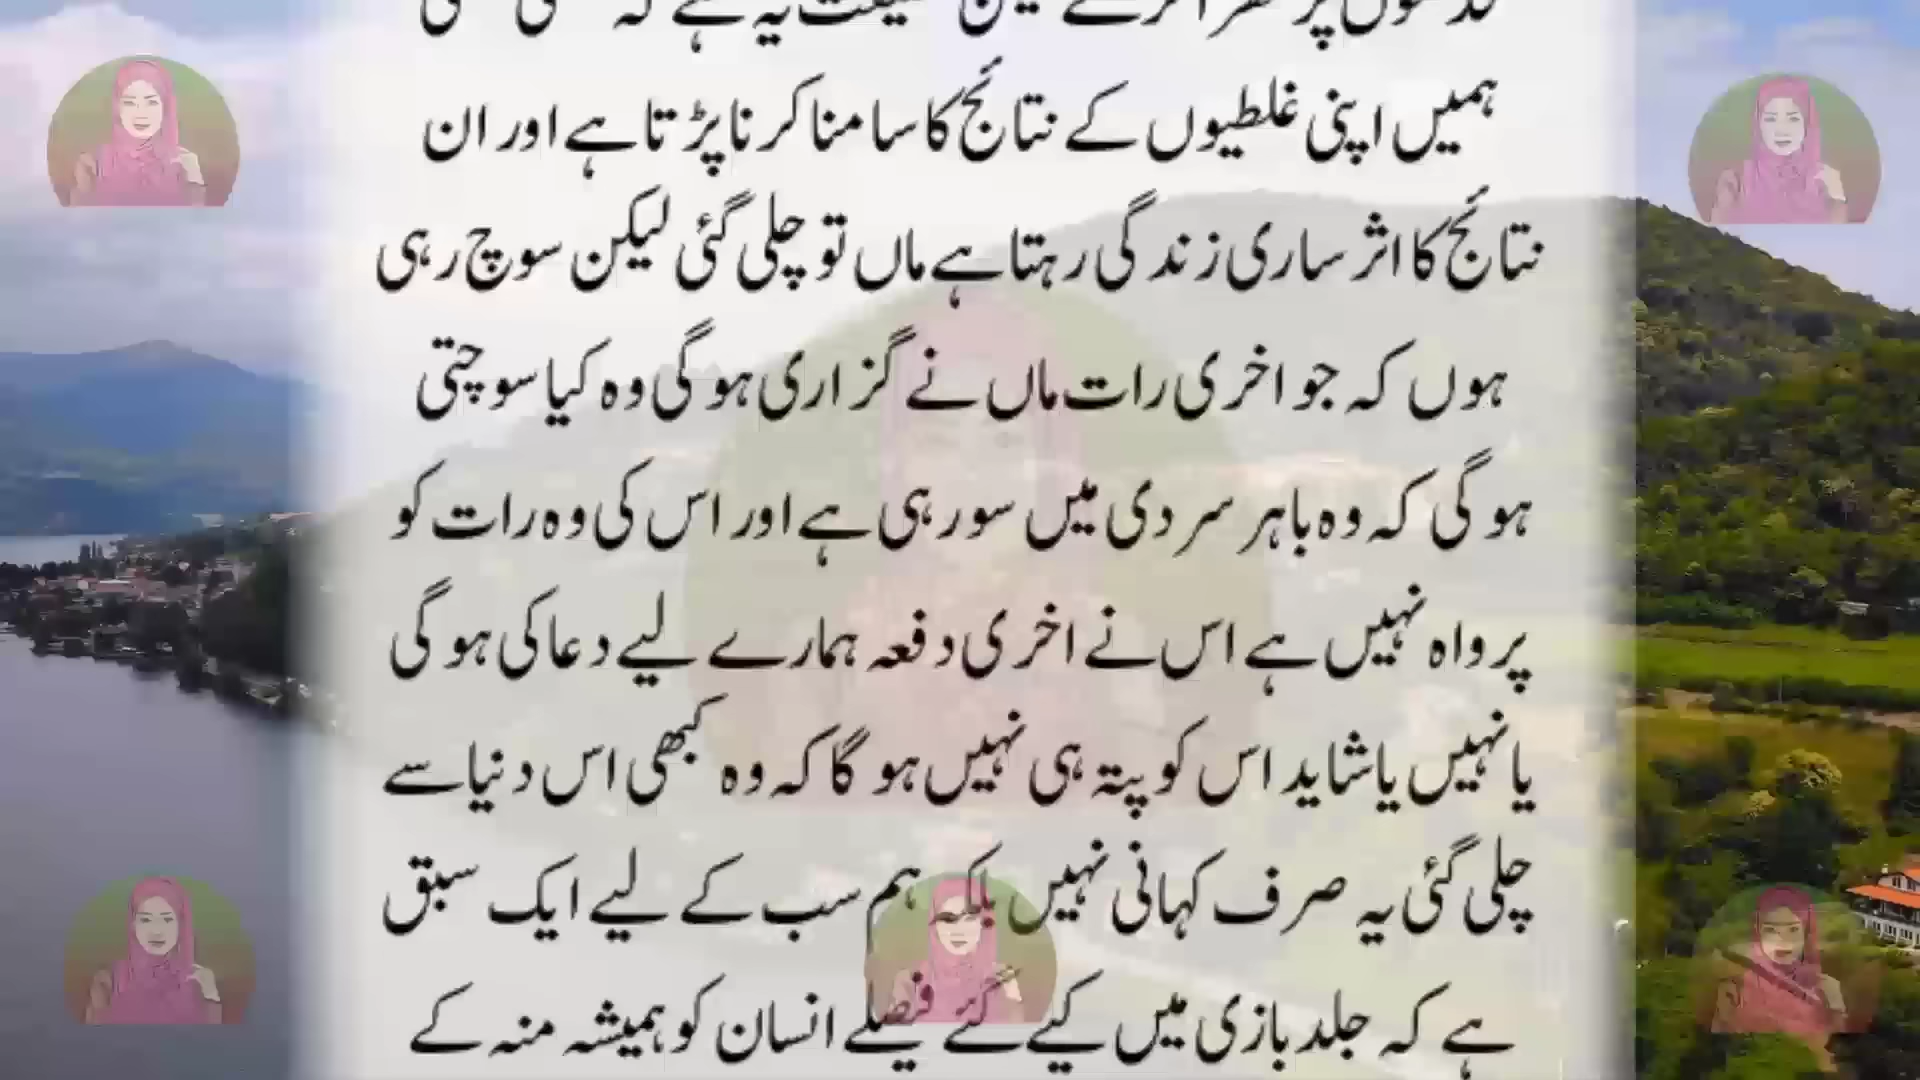 یہ ہے کہ
ہمیں اپنی غلطیوں کے نتائج کا سامنا کرنا پڑتا ہے اور ان
نتائج کا اثر ساری زندگی رہتا ہے ماں تو چلی گئی لیکن سوچ رہی
ہوں کہ جو اخری رات ماں نے گزاری ہو گی وہ کیا سوچتی
ہو گی کہ وہ باہر سردی میں سو رہی ہے اور اس کی وہ رات کو
پرواہ نہیں ہے اس نے اخری دفعہ ہمارے لیے دعا کی ہو گی
یا نہیں یا شاید اس کو پتہ ہی نہیں ہو گا کہ وہ کبھی اس دنیا سے
چلی گئی یہ صرف کہانی نہیں بلکہ ہم سب کے لیے ایک سبق
ہے کہ جلد بازی میں کیے گئے فیصلے انسان کو ہمیشہ منہ کے